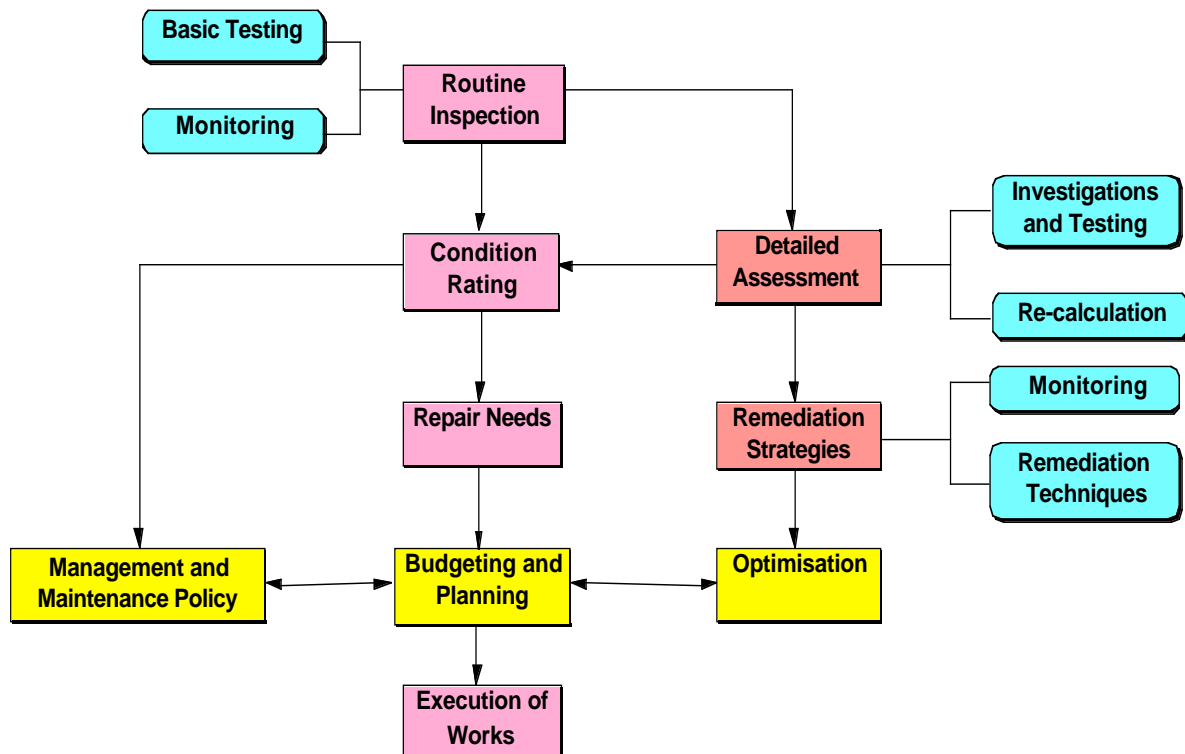 Basic Testing
Routine
Inspection
Monitoring
Investigations
and Testing
Condition
Rating
Detailed
Assessment
Re-calculation
Monitoring
Repair Needs
Remediation
Strategies
Remediation
Techniques
Management and
Maintenance Policy
Budgeting and
Planning
Optimisation
Execution of
Works